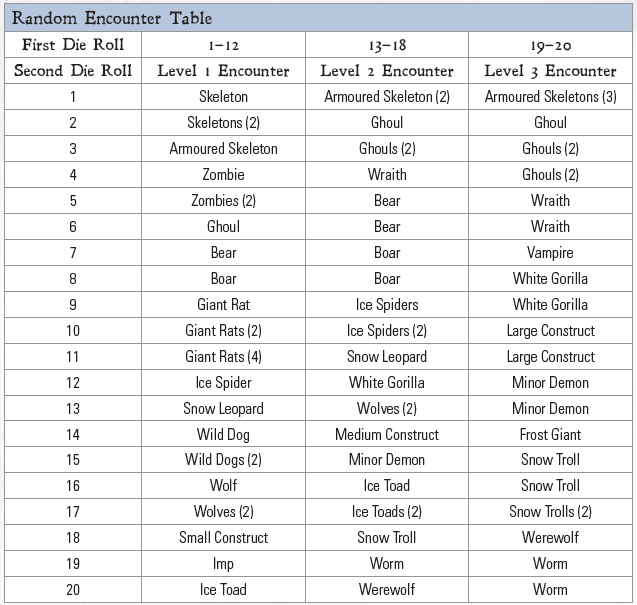 Random Encounter Table
First Die Roll 1–12 13–18 19–20
Second Die Roll Level 1 Encounter Level 2 Encounter Level 3 Encounter
1 Skeleton Armoured Skeleton (2) Armoured Skeletons (3)
2 Skeletons (2) Ghoul Ghoul
3 Armoured Skeleton Ghouls (2) Ghouls (2)
4 Zombie Wraith Ghouls (2)
5 Zombies (2) Bear Wraith
6 Ghoul Bear Wraith
7 Bear Boar Vampire
8 Boar Boar White Gorilla
9 Giant Rat Ice Spiders White Gorilla
10 Giant Rats (2) Ice Spiders (2) Large Construct
11 Giant Rats (4) Snow Leopard Large Construct
12 Ice Spider White Gorilla Minor Demon
13 Snow Leopard Wolves (2) Minor Demon
14 Wild Dog Medium Construct Frost Giant
15 Wild Dogs (2) Minor Demon Snow Troll
16 Wolf Ice Toad Snow Troll
17 Wolves (2) Ice Toads (2) Snow Trolls (2)
18 Small Construct Snow Troll Werewolf
19 Imp Worm Worm
20 Ice Toad Werewolf Worm